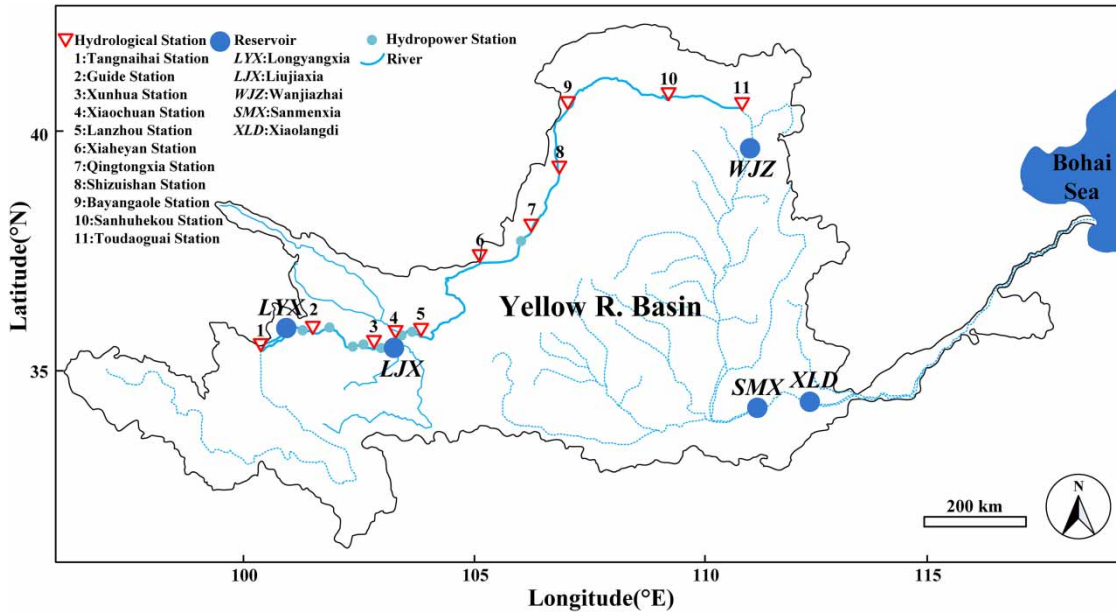 Hydrological Station
1:Tangnaihai Station
2:Guide Station
3:Xunhua Station
4:Xiaochuan Station
5:Lanzhou Station
6:Xiaheyan Station
7:Qingtongxia Station
8:Shizuishan Station
9:Bayangaole Station
10:Sanhuhekou Station
11:Toudaoguai Station
Reservoir
LYX:Longyangxia
LJX:Liujiaxia
WJZ:Wanjiazhai
SMX:Sanmenxia
XLD:Xiaolangdi
Hydropower Station
River
9
10
11
8
7
6
WJZ
Bohai
Sea
Yellow R. Basin
LYX
1
2
3
4
5
LJX
SMX
XLD
N
200 km
40
35
Latitude(°N)
100
105
110
115
Longitude(°E)